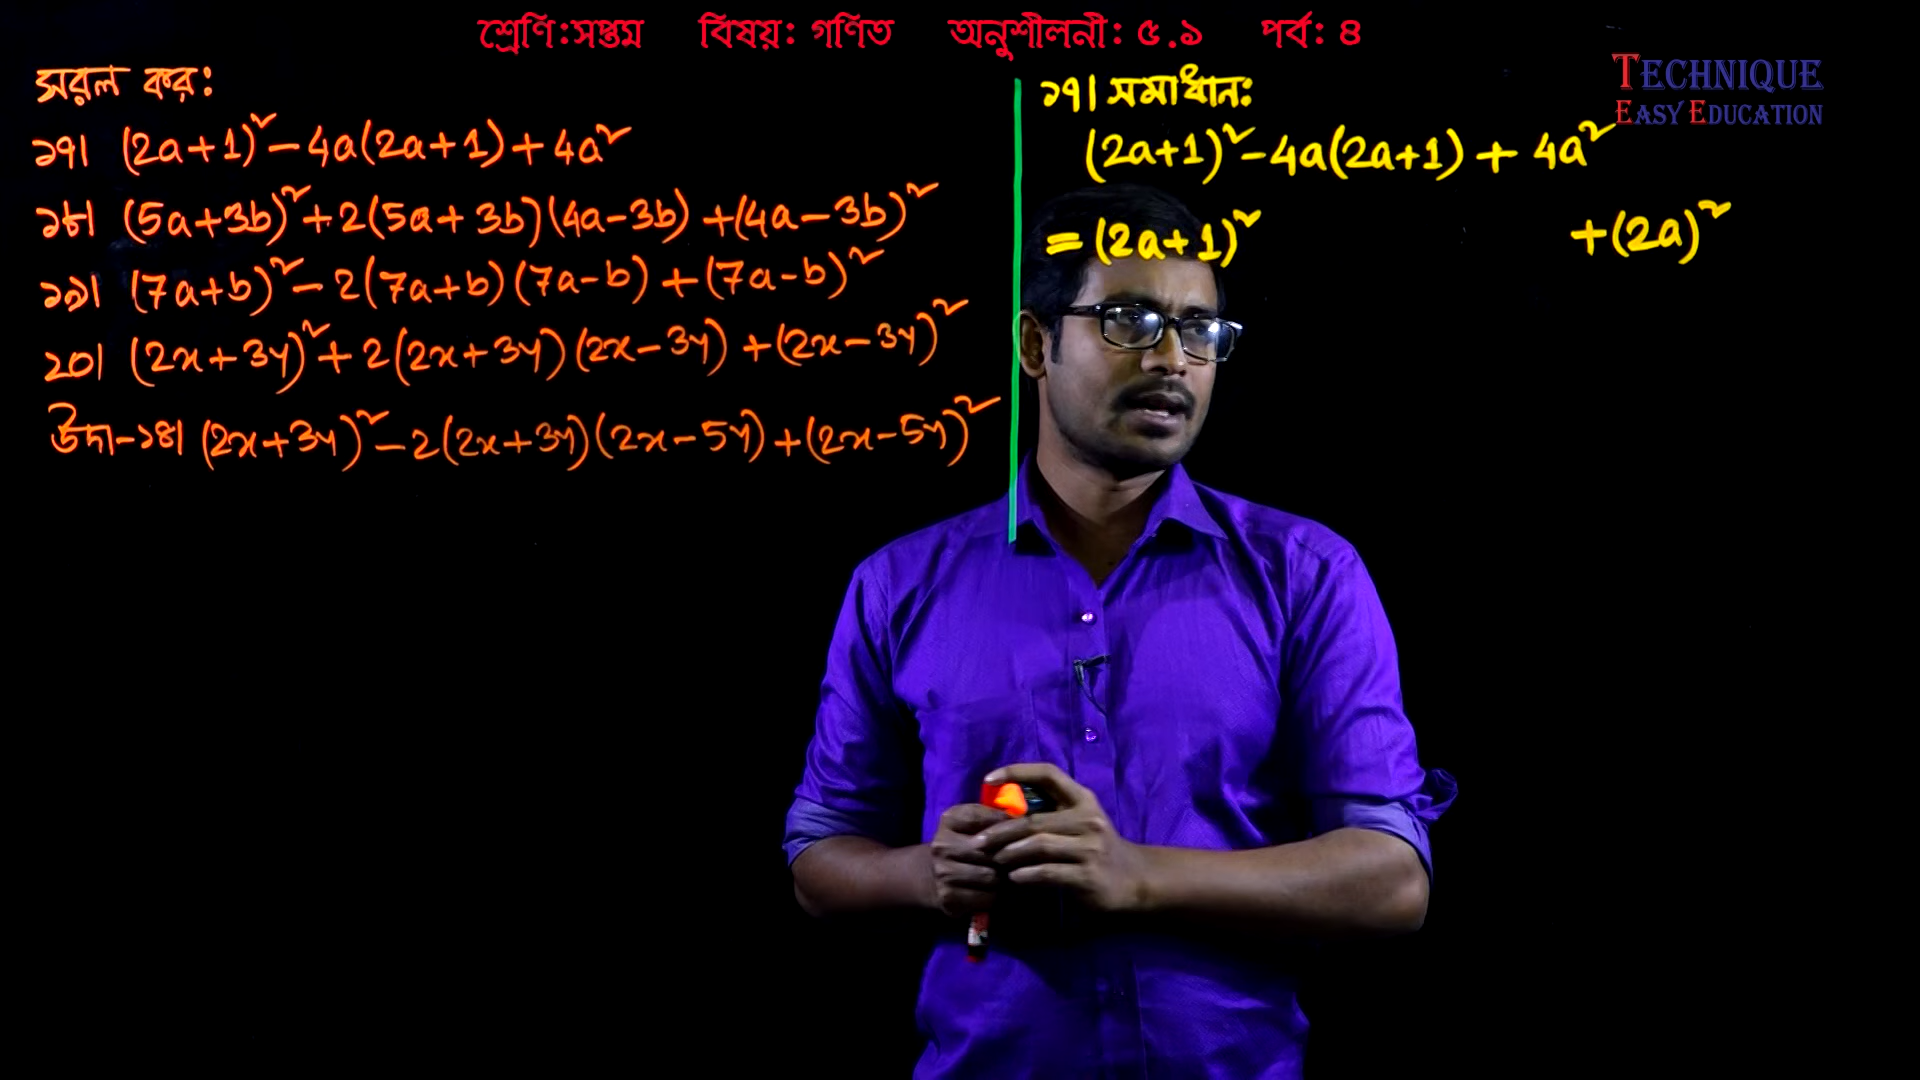 শ্রেণি:সপ্তম বিষয়: গণিত অনুশীলনী: ৫.১ পর্ব: ৪
TECHNIQUE
EASY EDUCATION
সরল কর:
১৭। (2a+1)² - 4a(2a+1) + 4a²
১৮। (5a+3b)² + 2(5a+3b)(4a-3b) + (4a-3b)²
১৯। (7a+b)² - 2(7a+b)(7a-b) + (7a-b)²
২০। (2x+3y)² + 2(2x+3y)(2x-3y) + (2x-3y)²
উদা-১৪। (2x+3y)² - 2(2x+3y)(2x-5y) + (2x-5y)²
১৭। সমাধান:
(2a+1)² - 4a(2a+1) + 4a²
= (2a+1)² + (2a)²